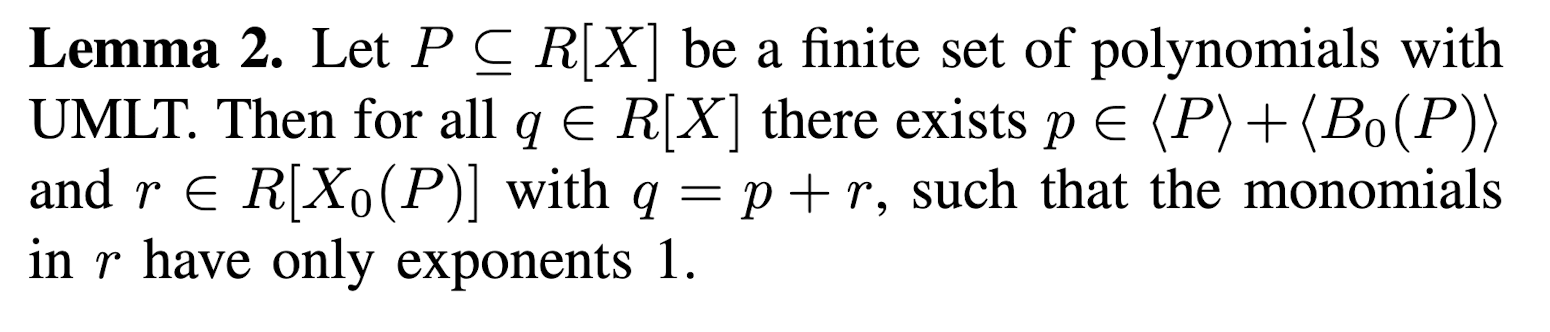 Lemma 2. Let P ⊆ R[X] be a finite set of polynomials with
UMLT. Then for all q ∈ R[X] there exists p ∈ ⟨P⟩ + ⟨B₀(P)⟩
and r ∈ R[X₀(P)] with q = p + r, such that the monomials
in r have only exponents 1.